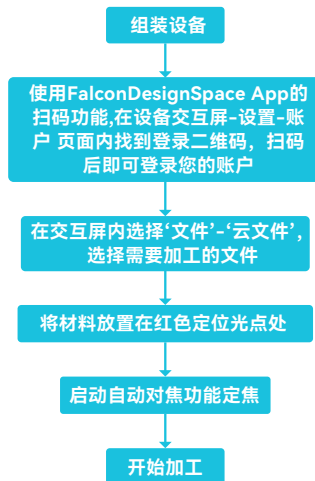 组装设备
使用FalconDesignSpace App的
扫码功能,在设备交互屏-设置-账
户 页面内找到登录二维码，扫码
后即可登录您的账户
在交互屏内选择‘文件’-‘云文件’,
选择需要加工的文件
将材料放置在红色定位光点处
启动自动对焦功能定焦
开始加工